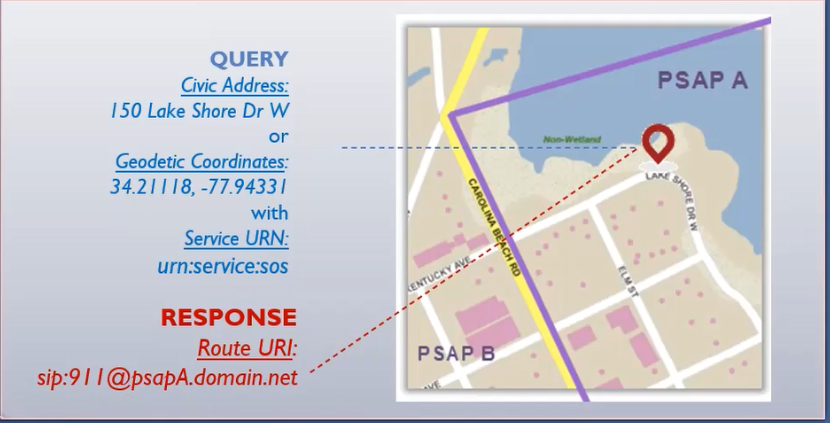 QUERY
Civic Address:
150 Lake Shore Dr W
or
Geodetic Coordinates:
34.21118, -77.94331
with
Service URN:
urn:service:sos
RESPONSE
Route URI:
sip:911@psapA.domain.net
PSAP A
Non-Wetland
LAKE SHORE DR W
CAROLINA BEACH RD
KENTUCKY AVE
ELM ST
PSAP B
AVE